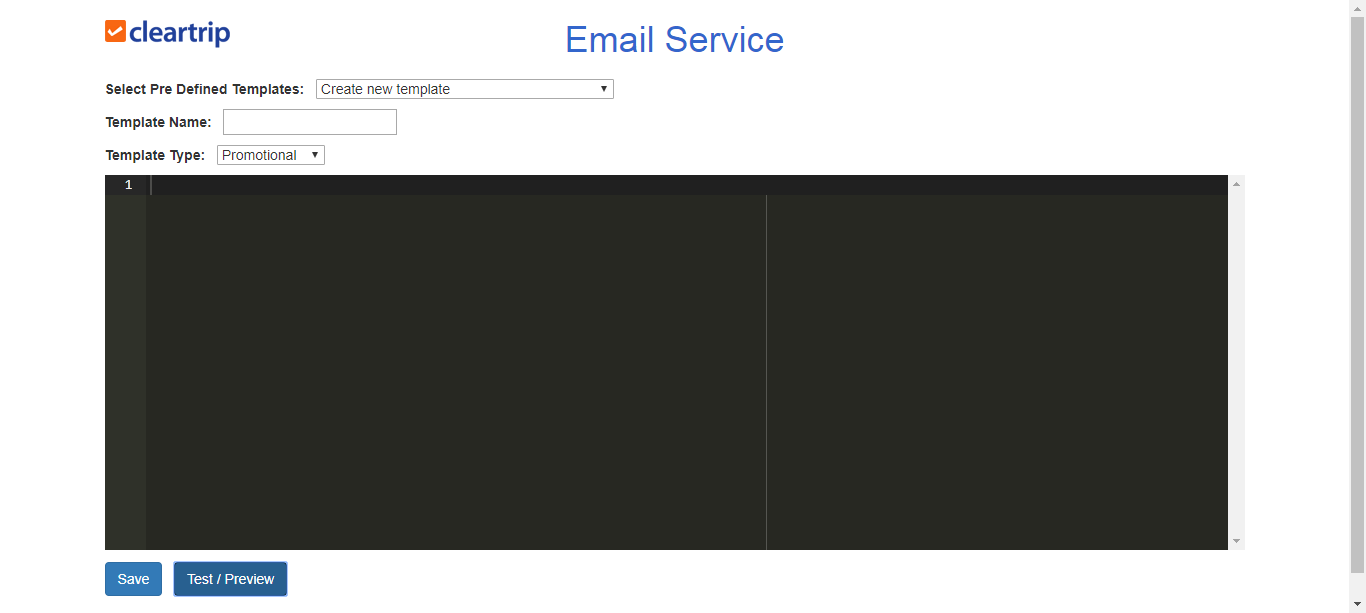 cleartrip
Email Service
Select Pre Defined Templates: Create new template
Template Name:
Template Type: Promotional
1
Save Test / Preview